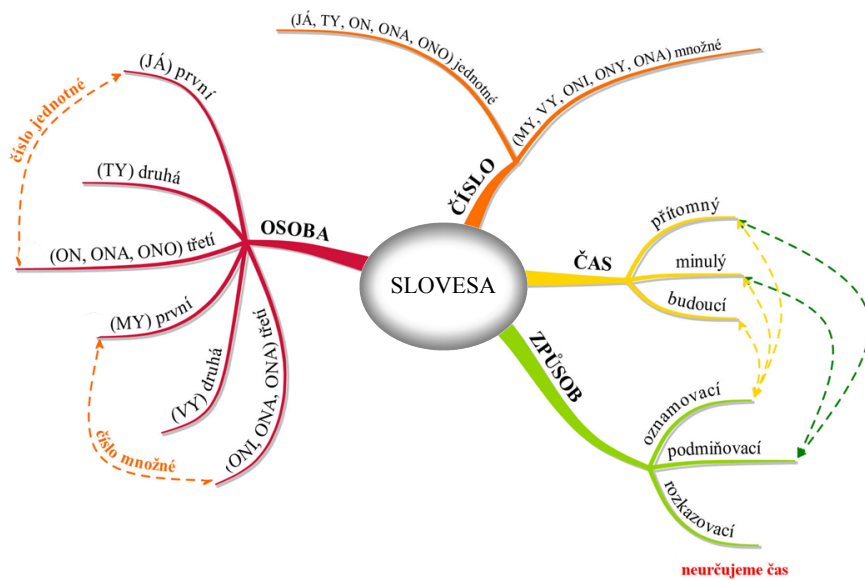 SLOVESA
OSOBA
(JÁ) první
(TY) druhá
(ON, ONA, ONO) třetí
(MY) první
(VY) druhá
(ONI, ONA, ONA) třetí
číslo jednotné
číslo množné
ČÍSLO
(JÁ, TY, ON, ONA, ONO) jednotné
(MY, VY, ONI, ONY, ONA) množné
ČAS
přítomný
minulý
budoucí
ZPŮSOB
oznamovací
podmiňovací
rozkazovací
neurčujeme čas